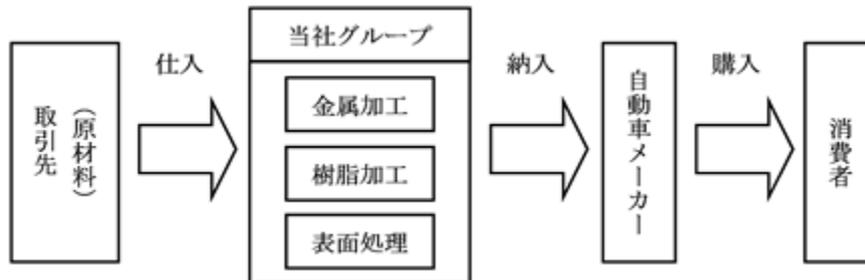 取引先
（原材料）
仕入
当社グループ
金属加工
樹脂加工
表面処理
納入
自動車メーカー
購入
消費者